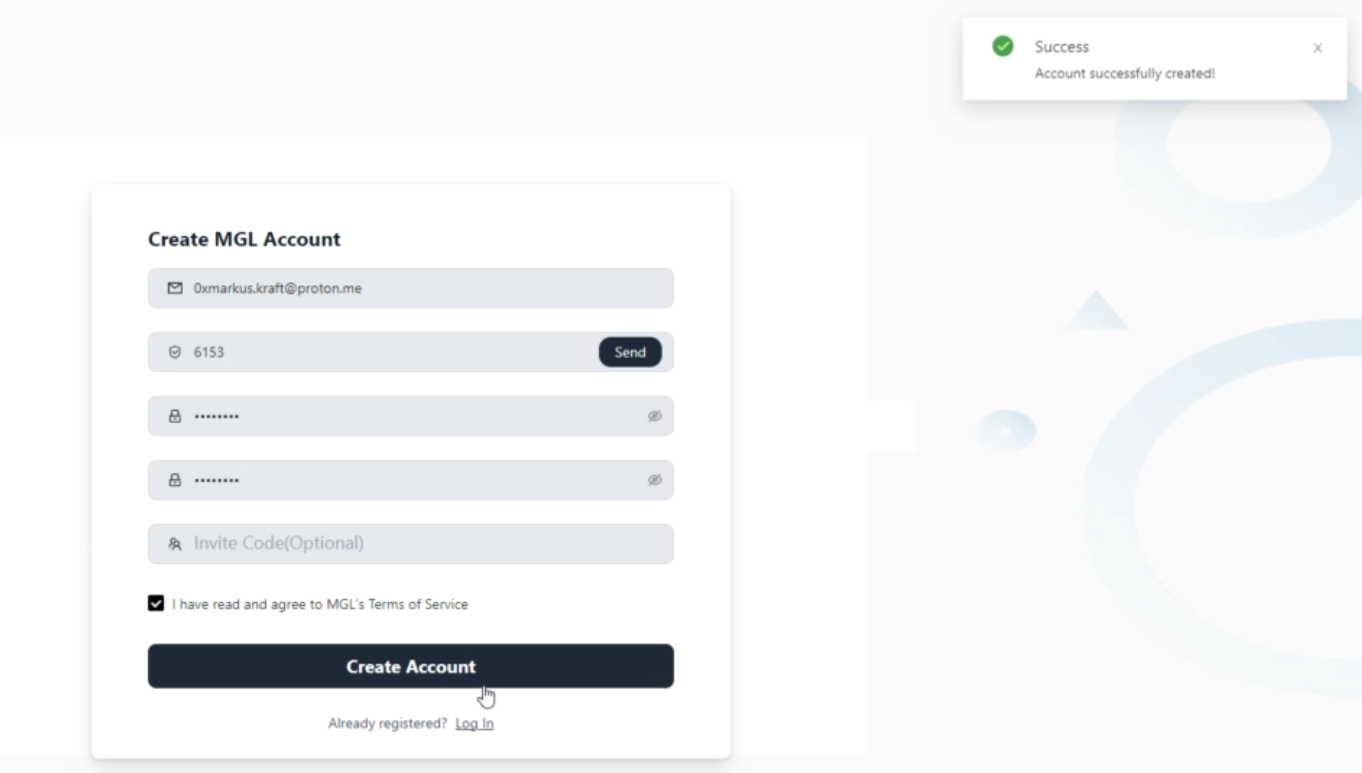 Success
Account successfully created!
Create MGL Account
0xmarkus.kraft@proton.me
6153
Send
••••••••
••••••••
Invite Code(Optional)
I have read and agree to MGL's Terms of Service
Create Account
Already registered? Log In